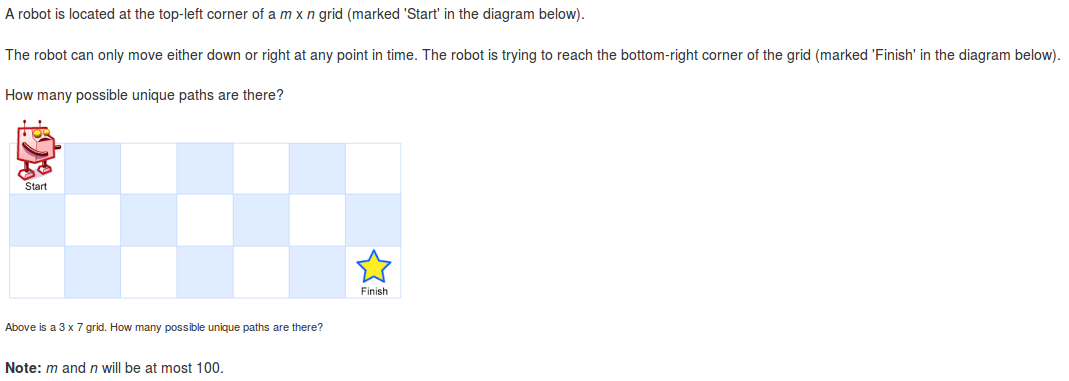 A robot is located at the top-left corner of a m x n grid (marked 'Start' in the diagram below).
The robot can only move either down or right at any point in time. The robot is trying to reach the bottom-right corner of the grid (marked 'Finish' in the diagram below).
How many possible unique paths are there?
Start
Finish
Above is a 3 x 7 grid. How many possible unique paths are there?
Note: m and n will be at most 100.